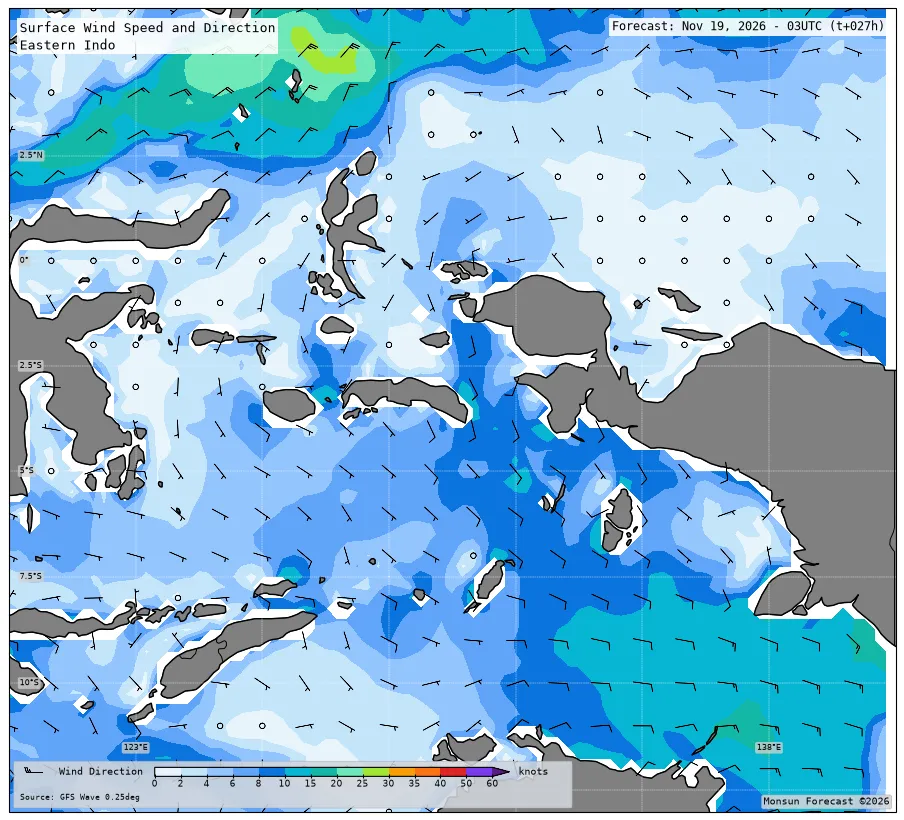 Surface Wind Speed and Direction
Eastern Indo
Forecast: Nov 19, 2026 - 03UTC (t+027h)
2.5°N
0°
2.5°S
5°S
7.5°S
10°S
123°E
138°E
Wind Direction
0 2 4 6 8 10 15 20 25 30 35 40 50 60
knots
Source: GFS Wave 0.25deg
Monsun Forecast ©2026